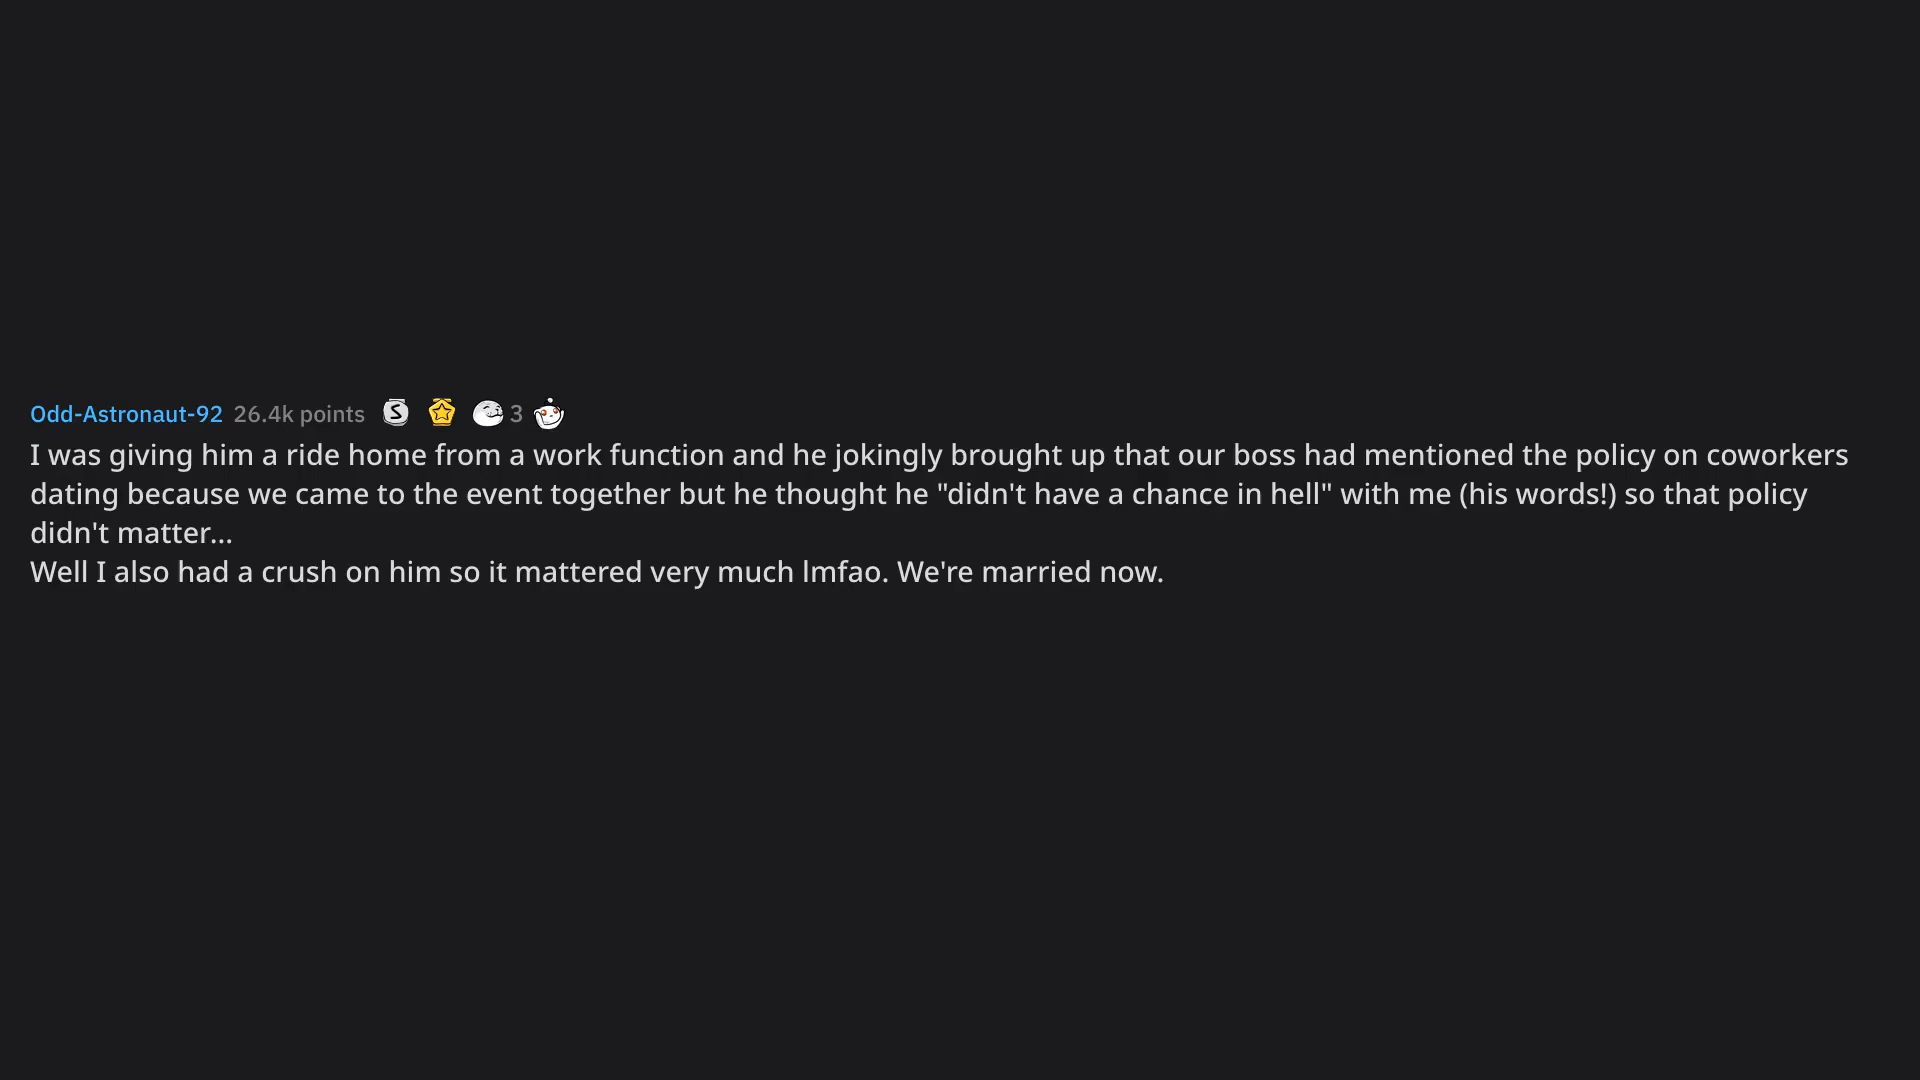 Odd-Astronaut-92 26.4k points S 3
I was giving him a ride home from a work function and he jokingly brought up that our boss had mentioned the policy on coworkers
dating because we came to the event together but he thought he "didn't have a chance in hell" with me (his words!) so that policy
didn't matter...
Well I also had a crush on him so it mattered very much lmfao. We're married now.